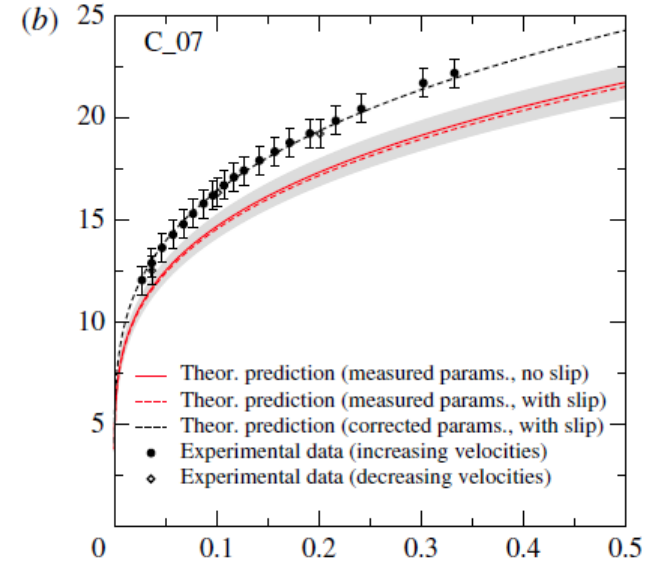 (b)
25
C_07
20
15
10
Theor. prediction (measured params., no slip)
Theor. prediction (measured params., with slip)
Theor. prediction (corrected params., with slip)
5
Experimental data (increasing velocities)
Experimental data (decreasing velocities)
0 0.1 0.2 0.3 0.4 0.5